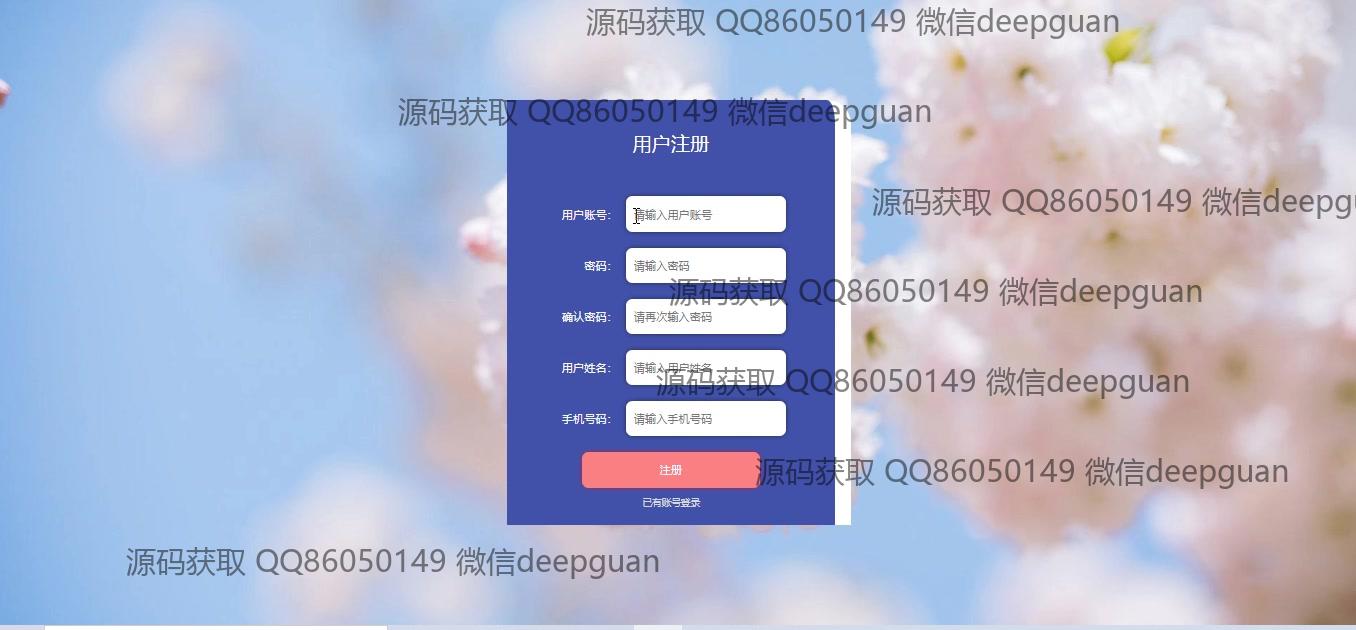 源码获取 QQ86050149 微信deepguan
源码获取 QQ86050149 微信deepguan
用户注册
源码获取 QQ86050149 微信deepgu
用户账号： 请输入用户账号
密码： 请输入密码
源码获取 QQ86050149 微信deepguan
确认密码： 请再次输入密码
用户姓名： 请输入用户姓名
源码获取 QQ86050149 微信deepguan
手机号码： 请输入手机号码
注册
源码获取 QQ86050149 微信deepguan
已有账号登录
源码获取 QQ86050149 微信deepguan